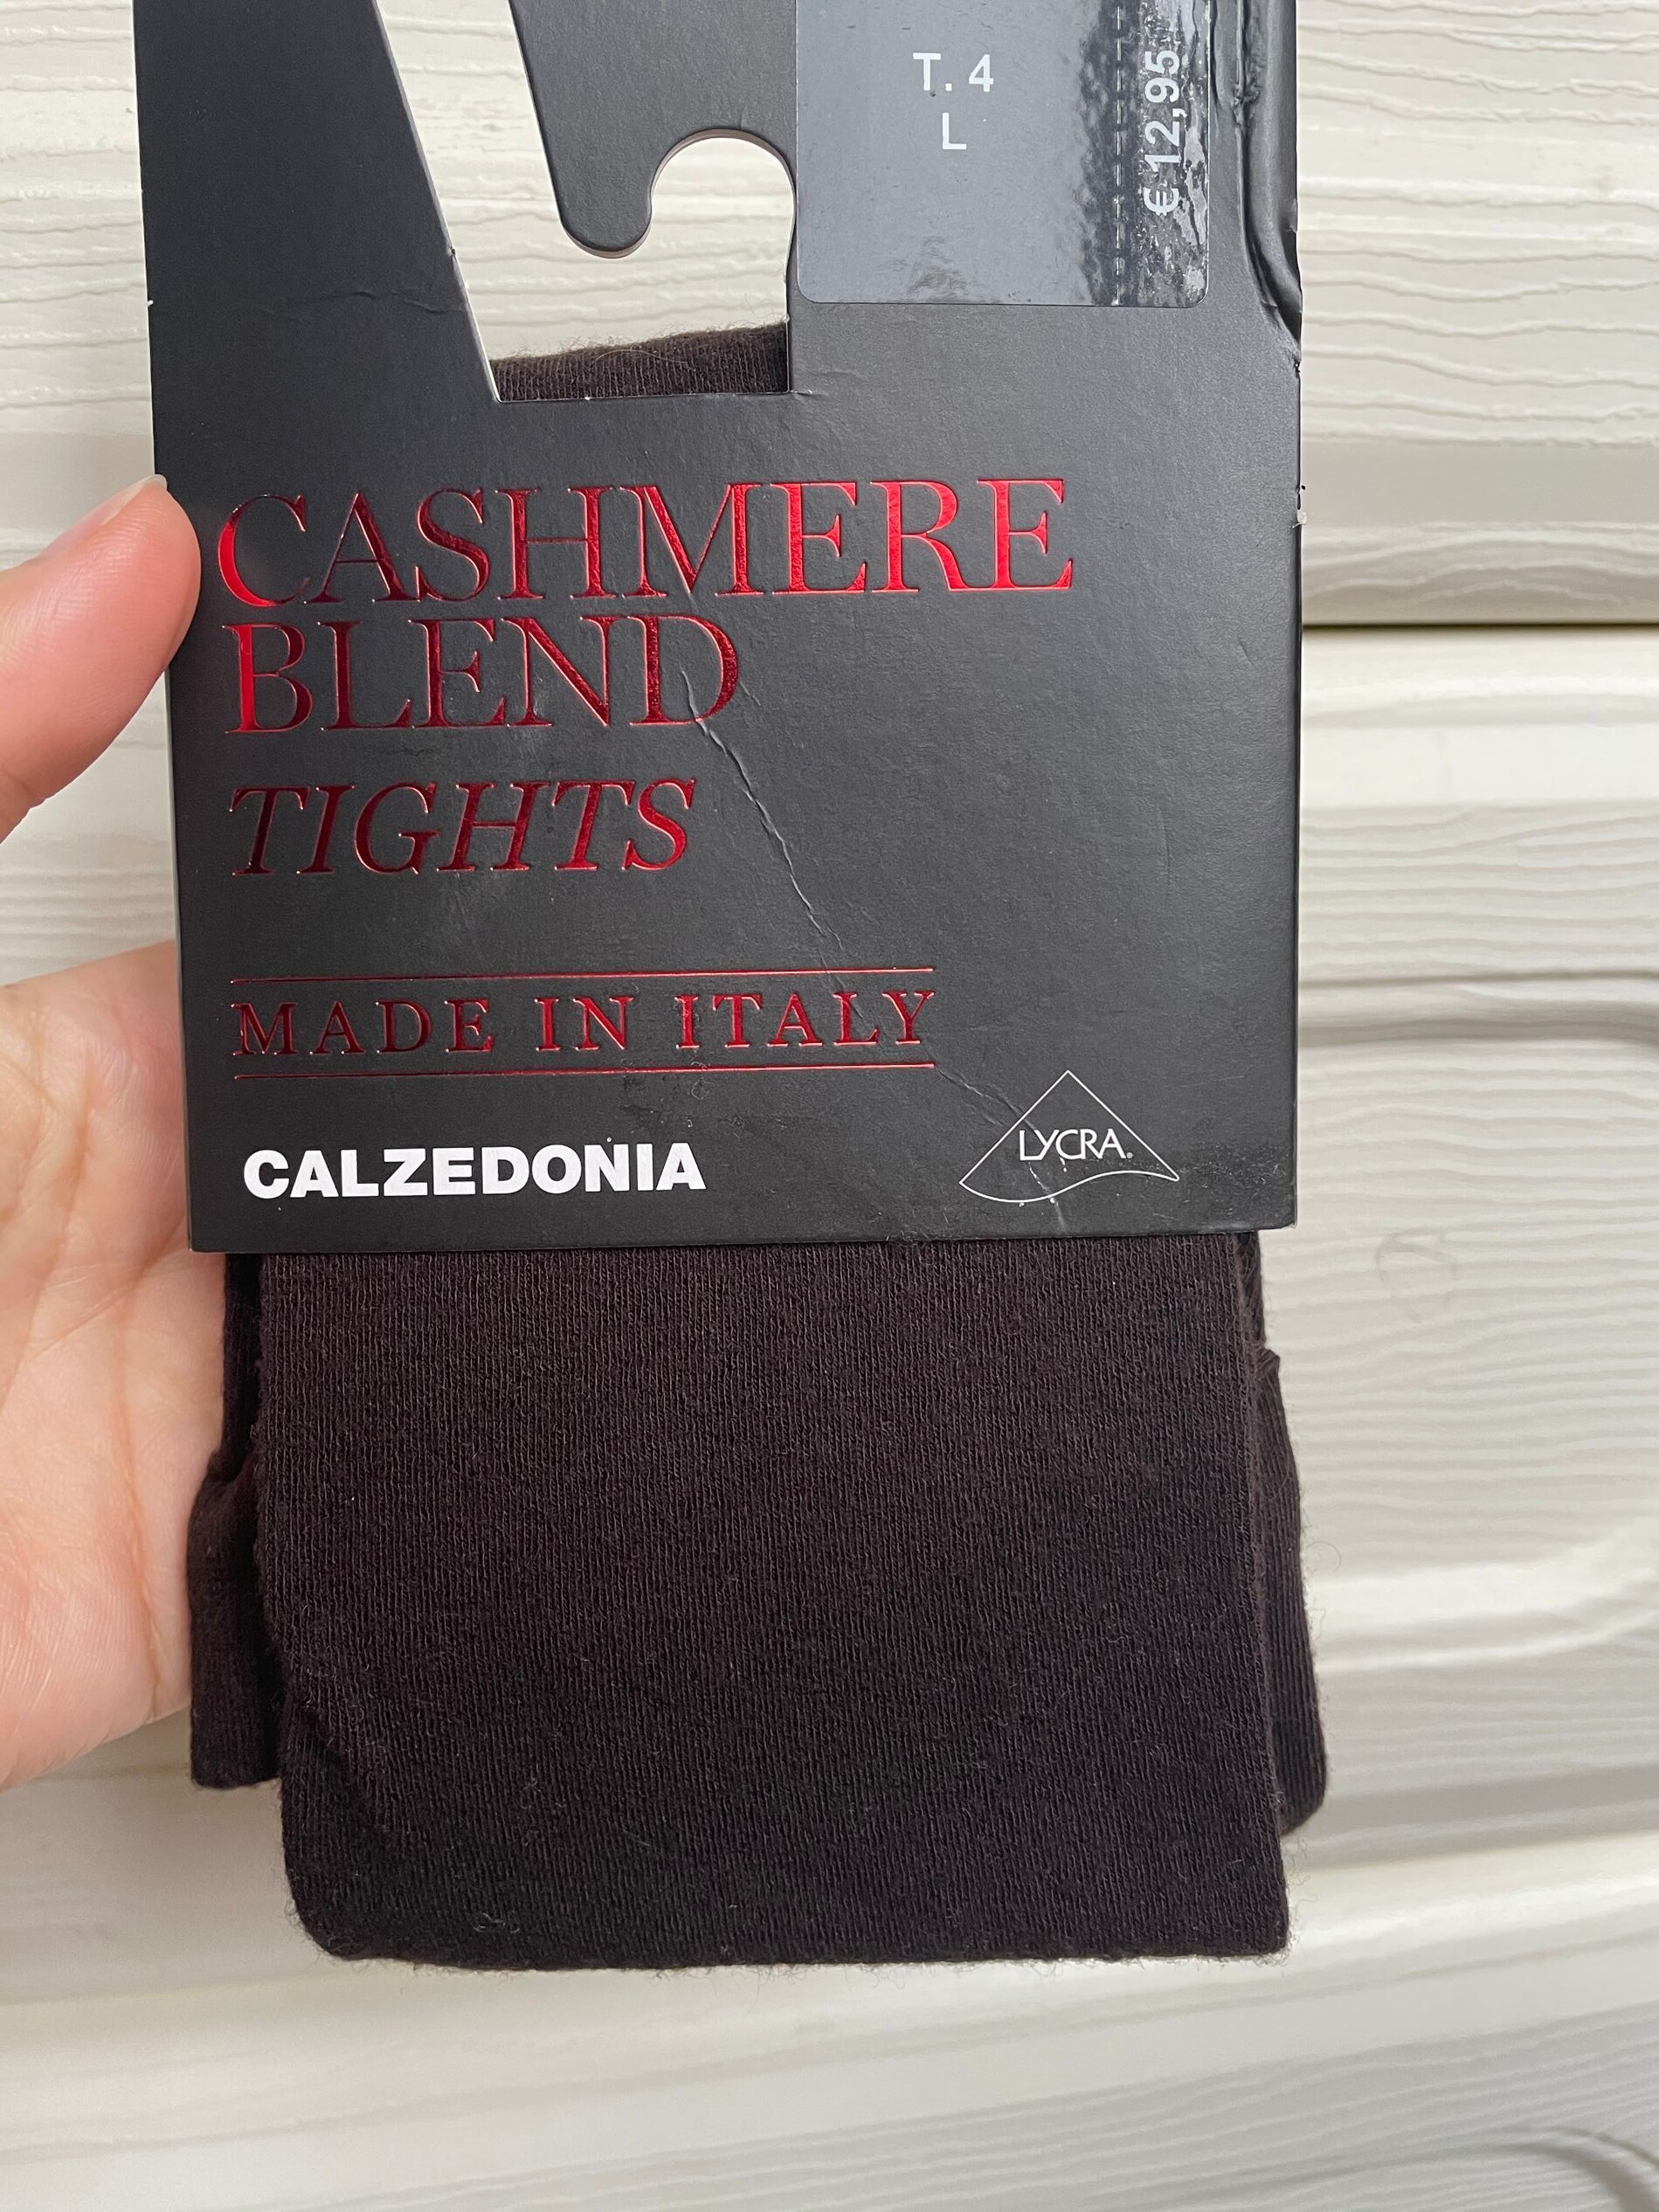 T. 4
L
€12,95
CASHMERE
BLEND
TIGHTS
MADE IN ITALY
CALZEDONIA
LYCRA®